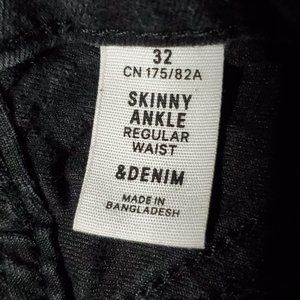 32
CN 175/82A
SKINNY
ANKLE
REGULAR
WAIST
&DENIM
MADE IN
BANGLADESH